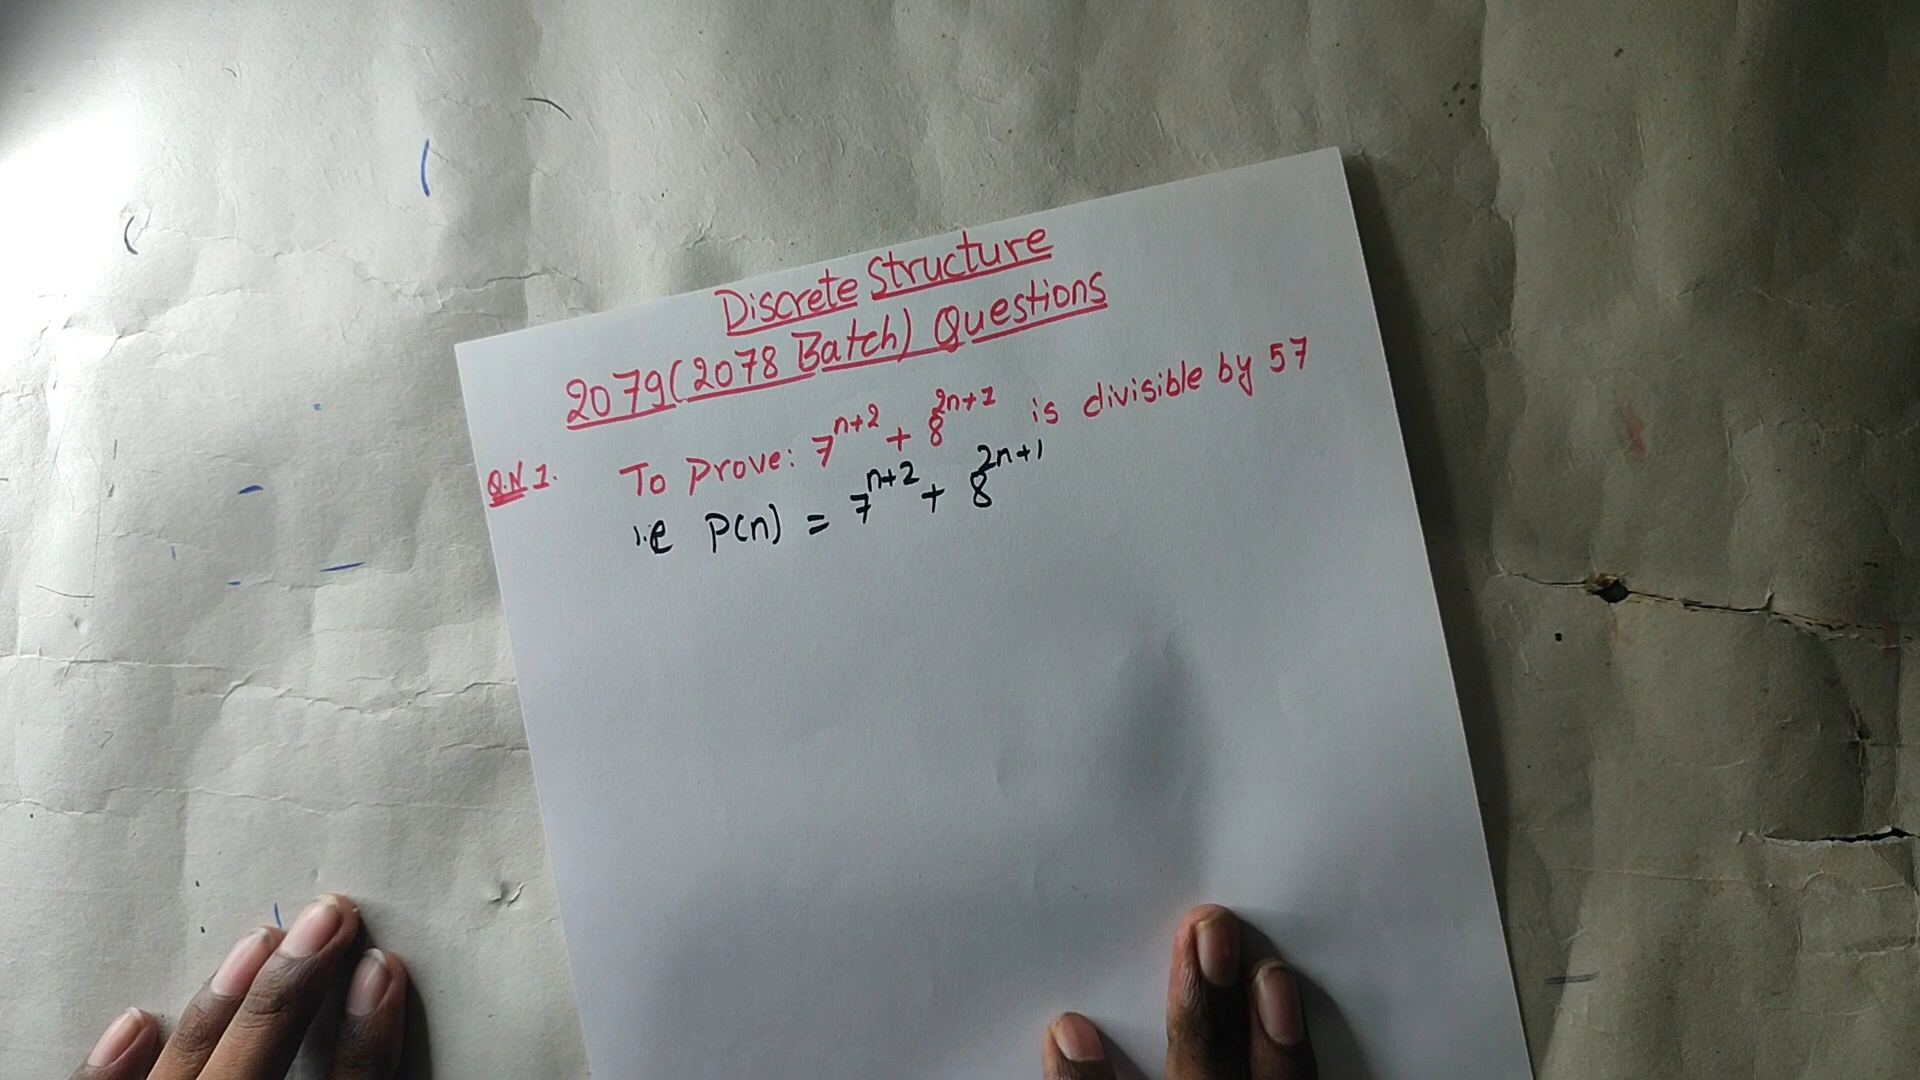 Discrete Structure
2079(2078 Batch) Questions
Q.N 1. To prove: 7^{n+2} + 8^{2n+1} is divisible by 57
i.e P(n) = 7^{n+2} + 8^{2n+1}